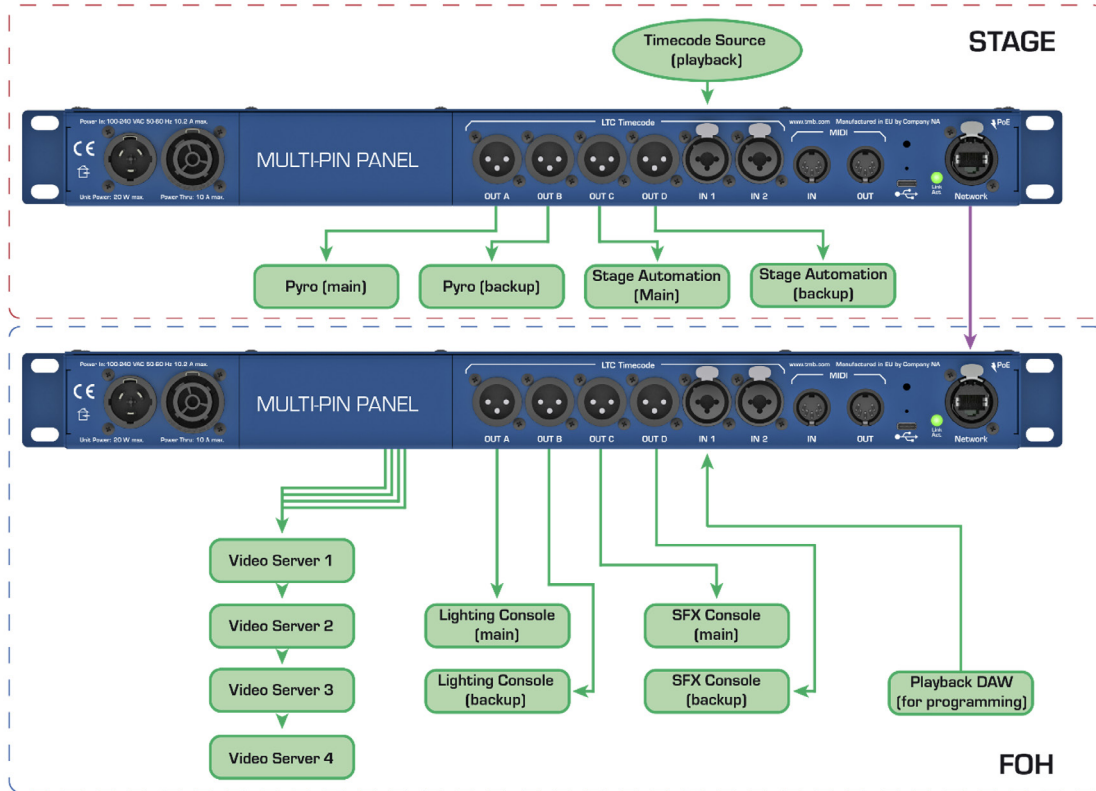 STAGE
Timecode Source
(playback)
Power In: 100-240 VAC 50-60 Hz 10.2 A max.
CE
Unit Power: 20 W max.
Power Thru: 10 A max.
MULTI-PIN PANEL
LTC Timecode
OUT A
OUT B
OUT C
OUT D
IN 1
IN 2
www.tmb.com Manufactured in EU by Company NA
MIDI
IN
OUT
Link
Act.
PoE
Network
Pyro (main)
Pyro (backup)
Stage Automation
(Main)
Stage Automation
(backup)
Power In: 100-240 VAC 50-60 Hz 10.2 A max.
CE
Unit Power: 20 W max.
Power Thru: 10 A max.
MULTI-PIN PANEL
LTC Timecode
OUT A
OUT B
OUT C
OUT D
IN 1
IN 2
www.tmb.com Manufactured in EU by Company NA
MIDI
IN
OUT
Link
Act.
PoE
Network
Video Server 1
Video Server 2
Video Server 3
Video Server 4
Lighting Console
(main)
Lighting Console
(backup)
SFX Console
(main)
SFX Console
(backup)
Playback DAW
(for programming)
FOH